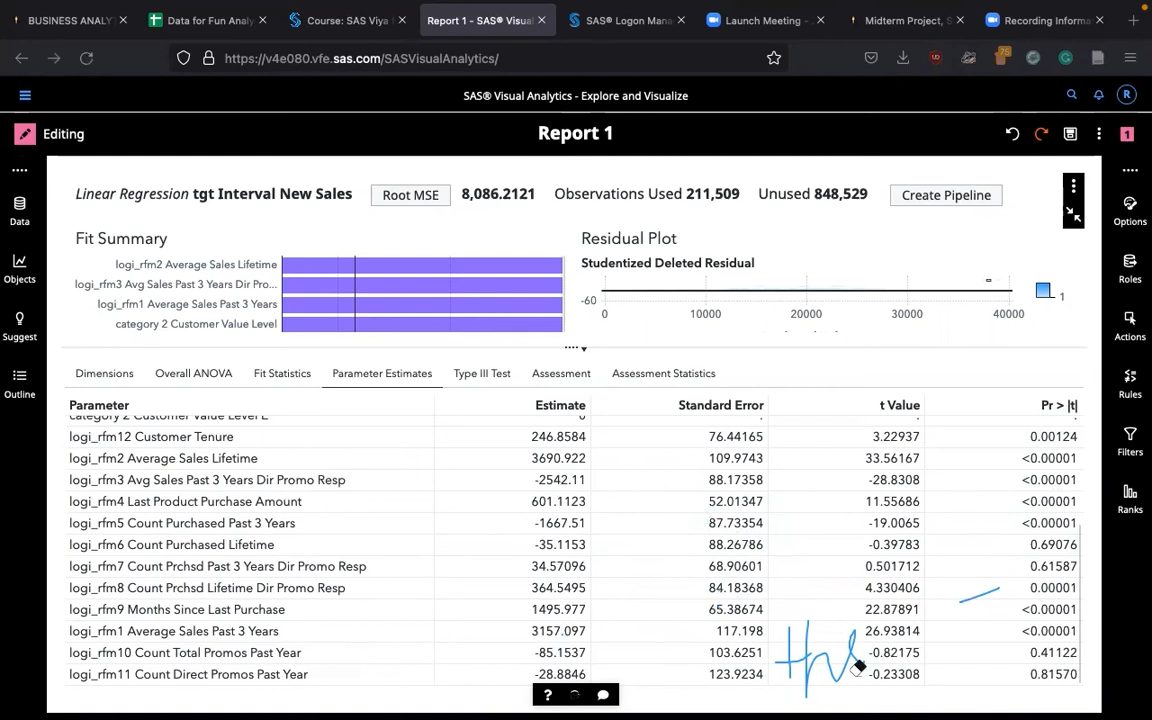 BUSINESS ANALYT
Data for Fun Analy
Course: SAS Viya
Report 1 - SAS® Visual
SAS® Logon Mana
Launch Meeting -
Midterm Project, S
Recording Informa
https://v4e080.vfe.sas.com/SASVisualAnalytics/
SAS® Visual Analytics - Explore and Visualize
R
Editing
Report 1
1
Linear Regression tgt Interval New Sales
Root MSE
8,086.2121
Observations Used 211,509
Unused 848,529
Create Pipeline
Data
Objects
Suggest
Outline
Options
Roles
Actions
Rules
Filters
Ranks
Fit Summary
logi_rfm2 Average Sales Lifetime
logi_rfm3 Avg Sales Past 3 Years Dir Pro...
logi_rfm1 Average Sales Past 3 Years
category 2 Customer Value Level
Residual Plot
Studentized Deleted Residual
-60
0 10000 20000 30000 40000
1
Dimensions Overall ANOVA Fit Statistics Parameter Estimates Type III Test Assessment Assessment Statistics
Parameter Estimate Standard Error t Value Pr > |t|
category 2 Customer Value Level E 0 . . .
logi_rfm12 Customer Tenure 246.8584 76.44165 3.22937 0.00124
logi_rfm2 Average Sales Lifetime 3690.922 109.9743 33.56167 <0.00001
logi_rfm3 Avg Sales Past 3 Years Dir Promo Resp -2542.11 88.17358 -28.8308 <0.00001
logi_rfm4 Last Product Purchase Amount 601.1123 52.01347 11.55686 <0.00001
logi_rfm5 Count Purchased Past 3 Years -1667.51 87.73354 -19.0065 <0.00001
logi_rfm6 Count Purchased Lifetime -35.1153 88.26786 -0.39783 0.69076
logi_rfm7 Count Prchsd Past 3 Years Dir Promo Resp 34.57096 68.90601 0.501712 0.61587
logi_rfm8 Count Prchsd Lifetime Dir Promo Resp 364.5495 84.18368 4.330406 0.00001
logi_rfm9 Months Since Last Purchase 1495.977 65.38674 22.87891 <0.00001
logi_rfm1 Average Sales Past 3 Years 3157.097 117.198 26.93814 <0.00001
logi_rfm10 Count Total Promos Past Year -85.1537 103.6251 -0.82175 0.41122
logi_rfm11 Count Direct Promos Past Year -28.8846 123.9234 -0.23308 0.81570
?